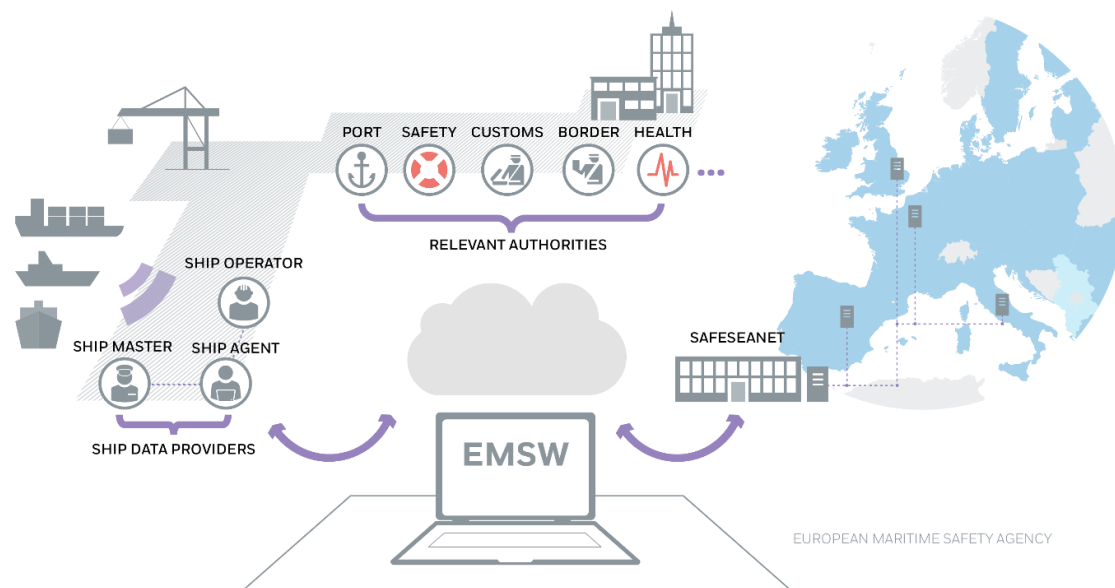 PORT SAFETY CUSTOMS BORDER HEALTH
RELEVANT AUTHORITIES
SHIP OPERATOR
SHIP MASTER SHIP AGENT
SHIP DATA PROVIDERS
SAFESEANET
EMSW
EUROPEAN MARITIME SAFETY AGENCY